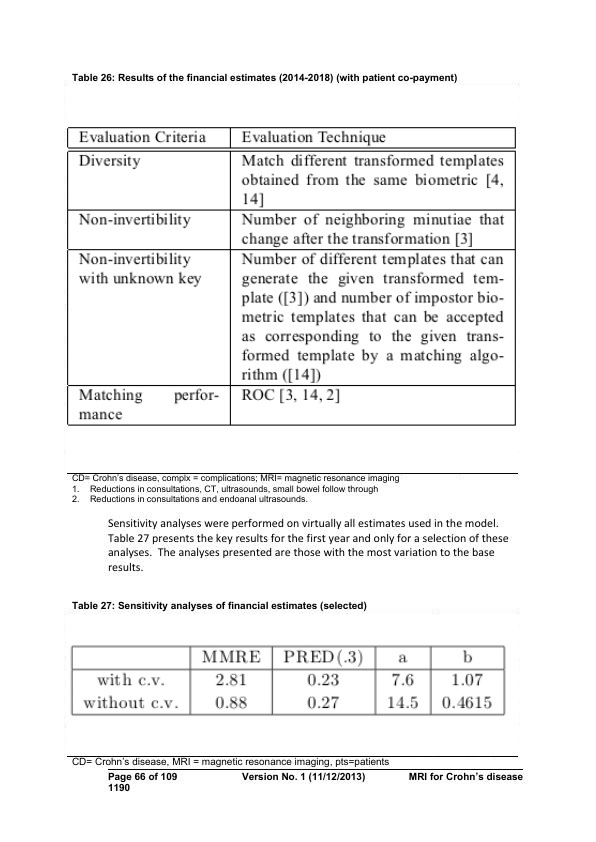 Table 26: Results of the financial estimates (2014-2018) (with patient co-payment)
Evaluation Criteria Evaluation Technique
Diversity Match different transformed templates
obtained from the same biometric [4,
14]
Non-invertibility Number of neighboring minutiae that
change after the transformation [3]
Non-invertibility Number of different templates that can
with unknown key generate the given transformed tem-
plate ([3]) and number of impostor bio-
metric templates that can be accepted
as corresponding to the given trans-
formed template by a matching algo-
rithm ([14])
Matching perfor- ROC [3, 14, 2]
mance
CD= Crohn's disease, complx = complications; MRI= magnetic resonance imaging
1. Reductions in consultations, CT, ultrasounds, small bowel follow through
2. Reductions in consultations and endoanal ultrasounds.
Sensitivity analyses were performed on virtually all estimates used in the model.
Table 27 presents the key results for the first year and only for a selection of these
analyses. The analyses presented are those with the most variation to the base
results.
Table 27: Sensitivity analyses of financial estimates (selected)
MMRE PRED(.3) a b
with c.v. 2.81 0.23 7.6 1.07
without c.v. 0.88 0.27 14.5 0.4615
CD= Crohn's disease, MRI = magnetic resonance imaging, pts=patients
Page 66 of 109 Version No. 1 (11/12/2013) MRI for Crohn's disease
1190